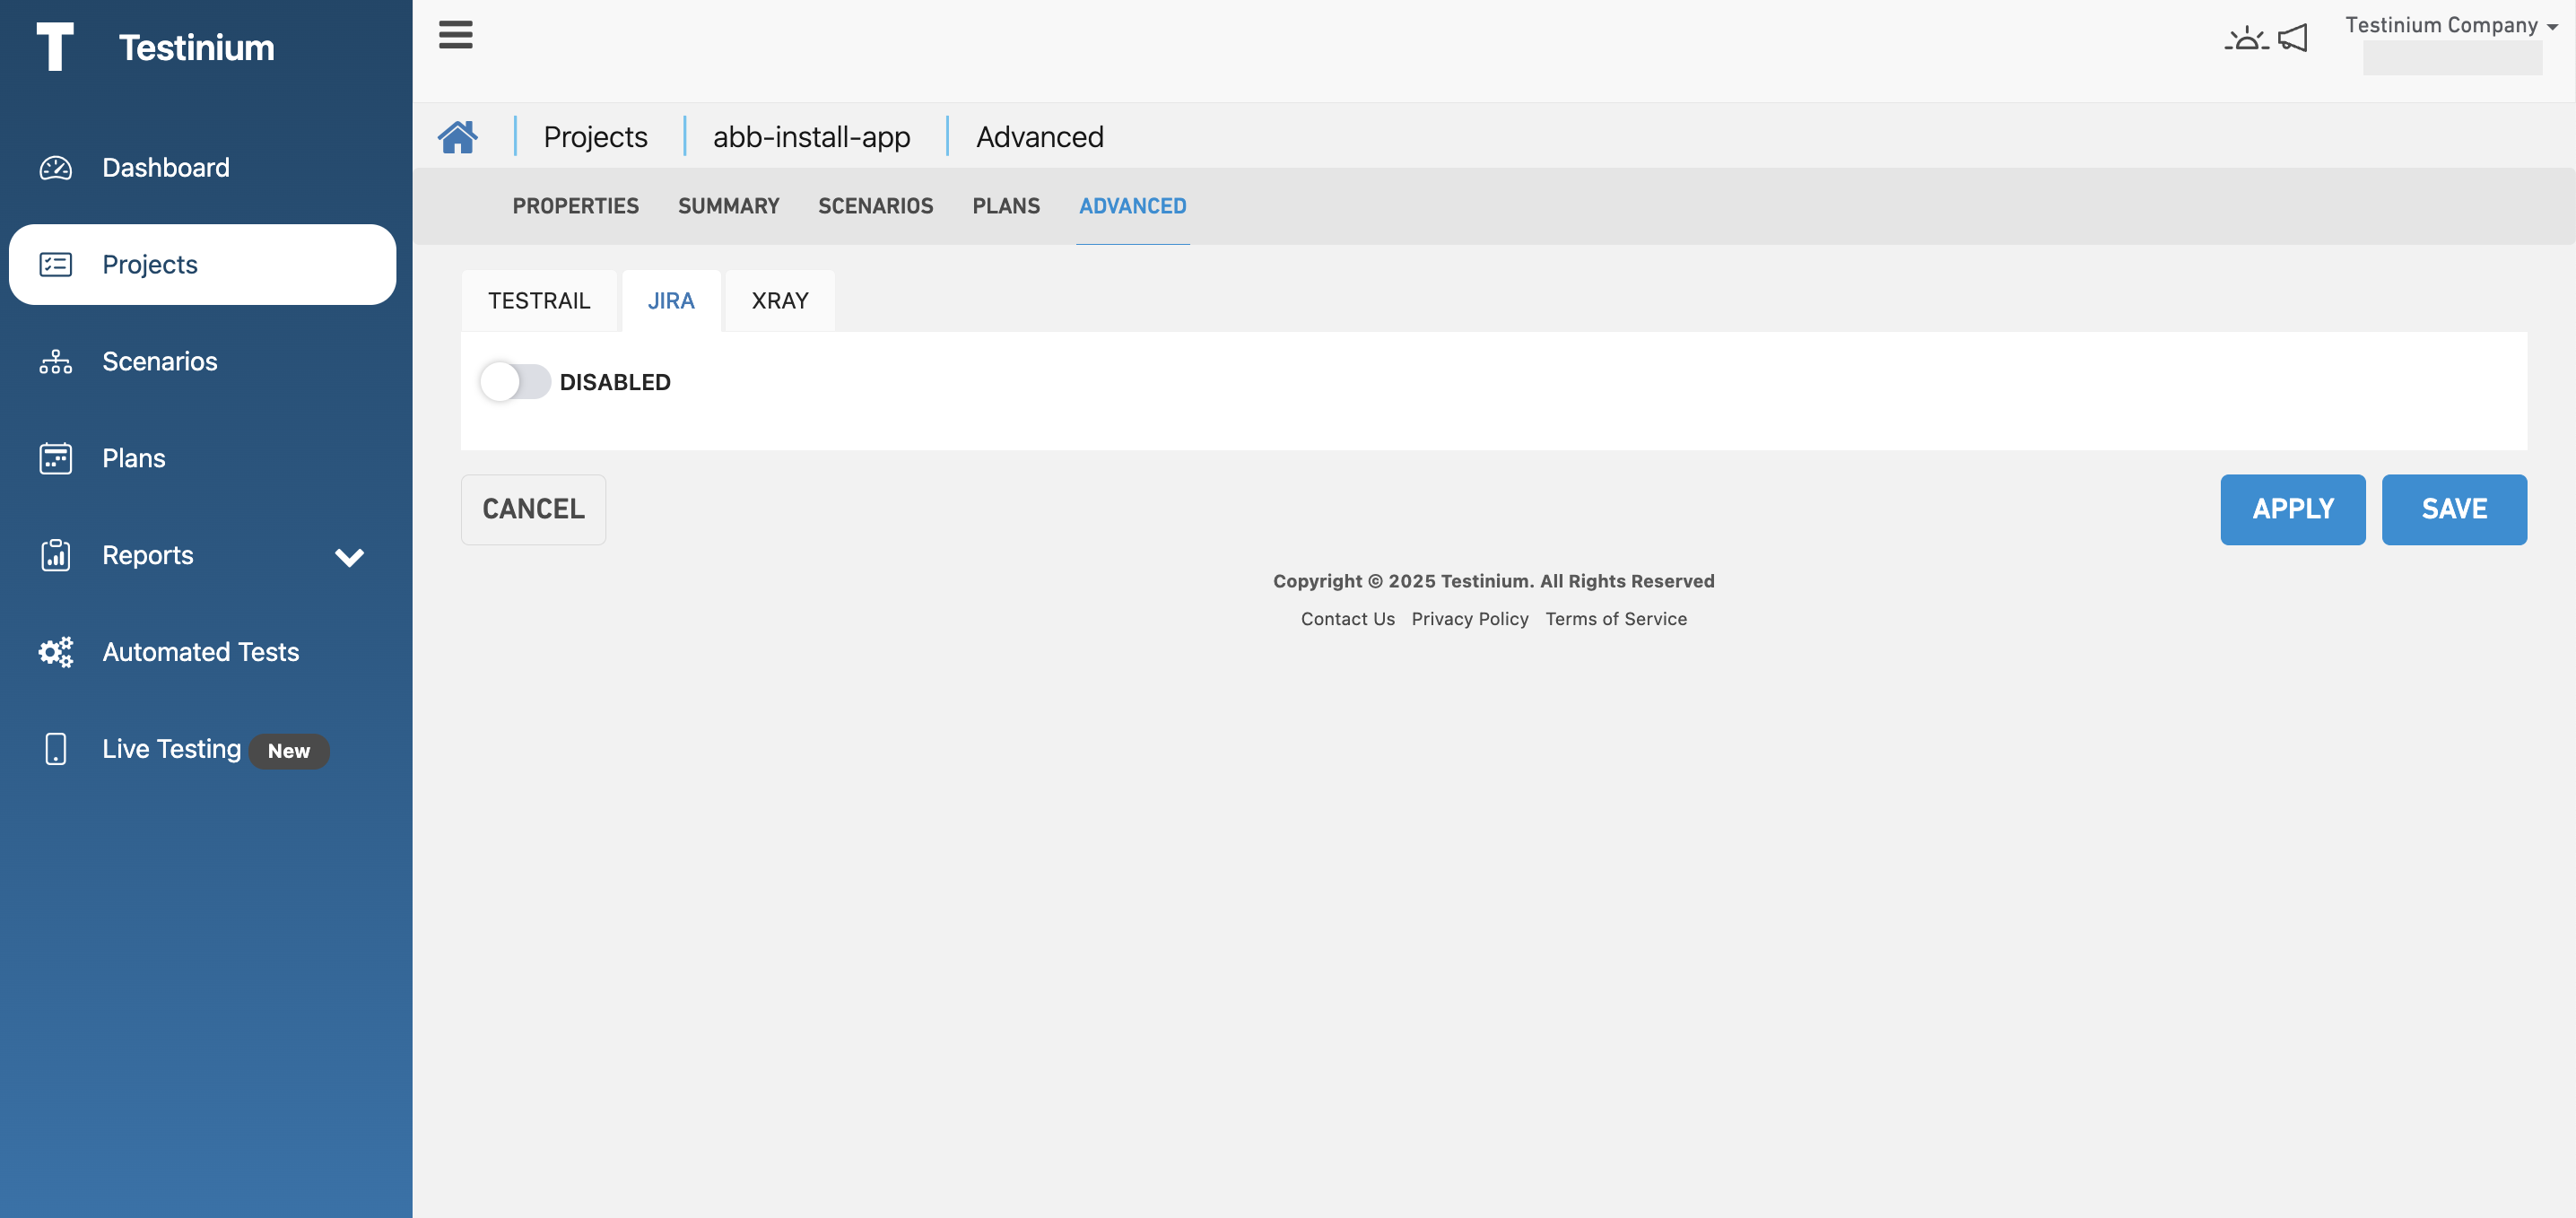 T Testinium
Testinium Company
Dashboard
Projects
Scenarios
Plans
Reports
Automated Tests
Live Testing New
Projects abb-install-app Advanced
PROPERTIES SUMMARY SCENARIOS PLANS ADVANCED
TESTRAIL JIRA XRAY
DISABLED
CANCEL APPLY SAVE
Copyright © 2025 Testinium. All Rights Reserved
Contact Us Privacy Policy Terms of Service